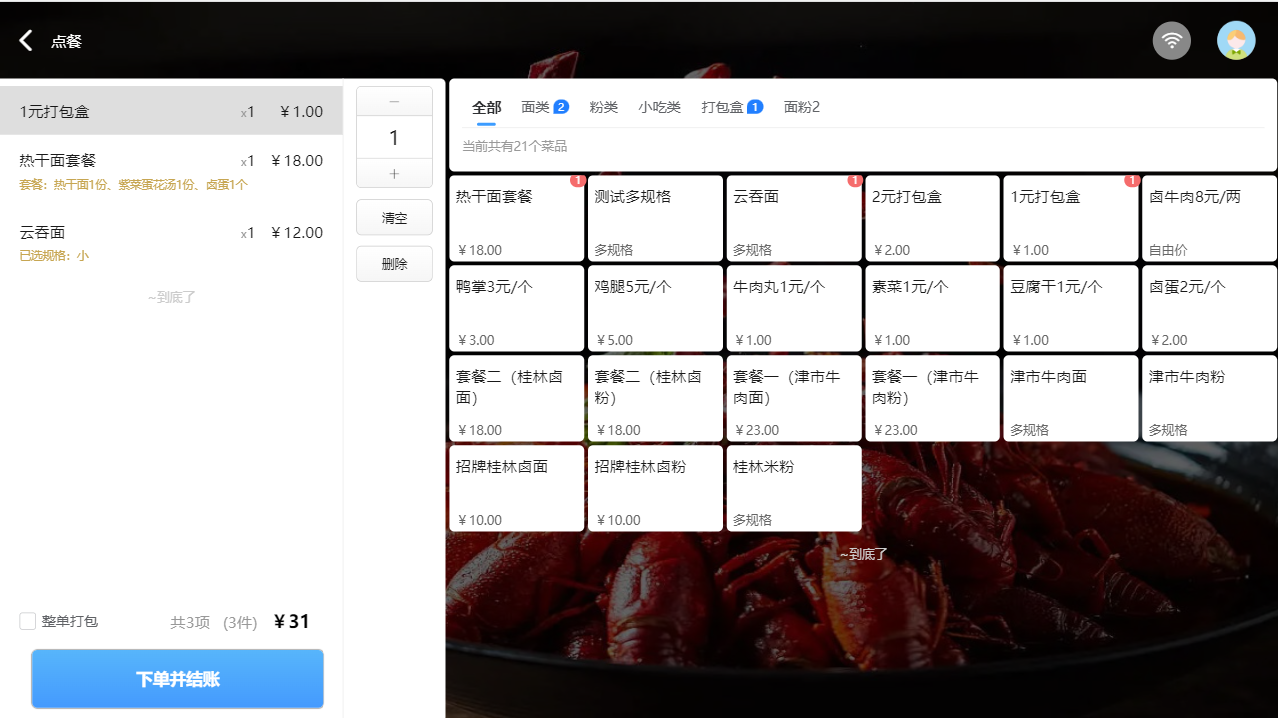 点餐
1元打包盒 x1 ￥1.00
热干面套餐 x1 ￥18.00
套餐：热干面1份、紫菜蛋花汤1份、卤蛋1个
云吞面 x1 ￥12.00
已选规格：小
~到底了
整单打包 共3项 (3件) ￥31
下单并结账
−
1
+
清空
删除
全部 面类 2 粉类 小吃类 打包盒 1 面粉2
当前共有21个菜品
热干面套餐 1 测试多规格 云吞面 1 2元打包盒 1元打包盒 1 卤牛肉8元/两
￥18.00 多规格 多规格 ￥2.00 ￥1.00 自由价
鸭掌3元/个 鸡腿5元/个 牛肉丸1元/个 素菜1元/个 豆腐干1元/个 卤蛋2元/个
￥3.00 ￥5.00 ￥1.00 ￥1.00 ￥1.00 ￥2.00
套餐二（桂林卤面） 套餐二（桂林卤粉） 套餐一（津市牛肉面） 套餐一（津市牛肉粉） 津市牛肉面 津市牛肉粉
￥18.00 ￥18.00 ￥23.00 ￥23.00 多规格 多规格
招牌桂林卤面 招牌桂林卤粉 桂林米粉
￥10.00 ￥10.00 多规格
~到底了